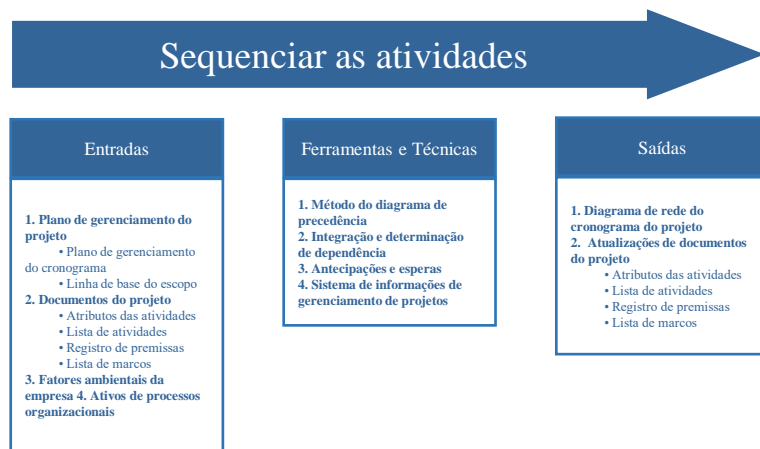 Sequenciar as atividades
Entradas
1. Plano de gerenciamento do
projeto
• Plano de gerenciamento
do cronograma
• Linha de base do escopo
2. Documentos do projeto
• Atributos das atividades
• Lista de atividades
• Registro de premissas
• Lista de marcos
3. Fatores ambientais da
empresa 4. Ativos de processos
organizacionais
Ferramentas e Técnicas
1. Método do diagrama de
precedência
2. Integração e determinação
de dependência
3. Antecipações e esperas
4. Sistema de informações de
gerenciamento de projetos
Saídas
1. Diagrama de rede do
cronograma do projeto
2. Atualizações de documentos
do projeto
• Atributos das atividades
• Lista de atividades
• Registro de premissas
• Lista de marcos